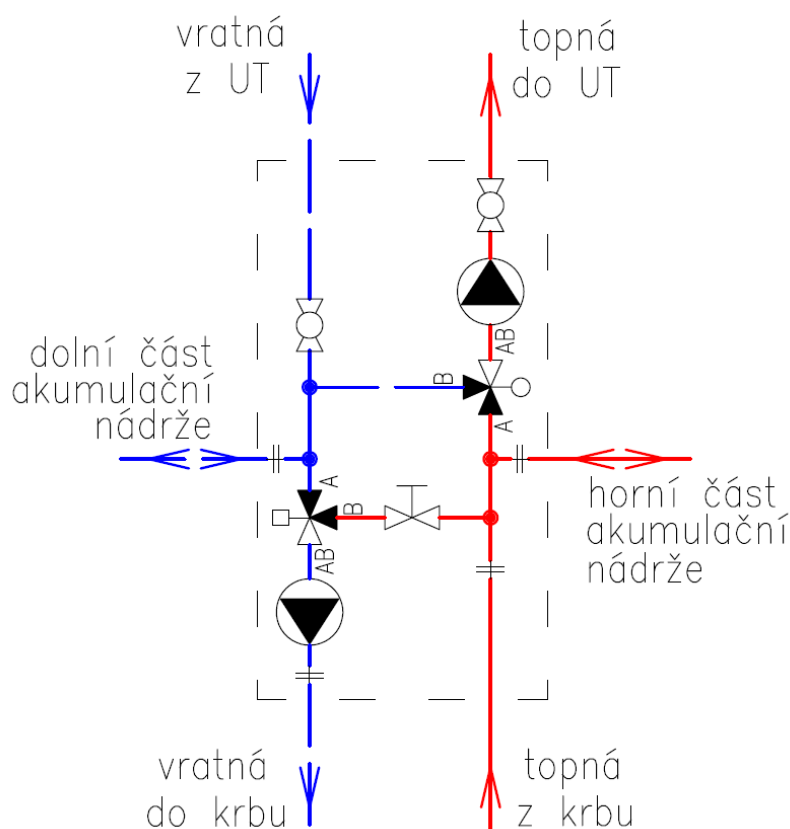 vratná
z UT
topná
do UT
AB
B
A
dolní část
akumulační
nádrže
A
B
AB
horní část
akumulační
nádrže
vratná
do krbu
topná
z krbu